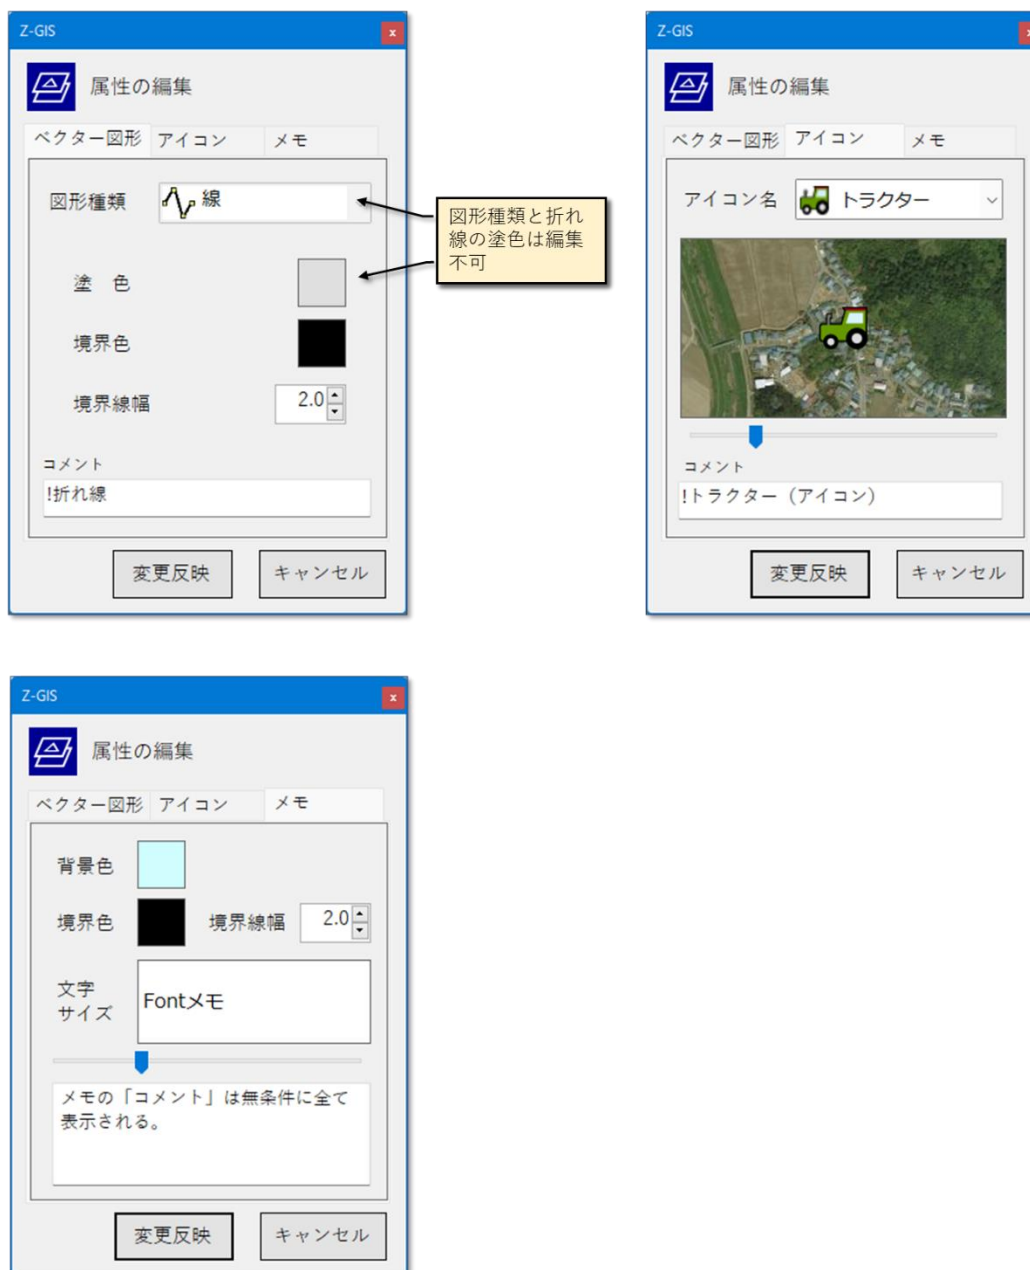 Z-GIS
x
属性の編集
ベクター図形 アイコン メモ
図形種類 線
塗 色
境界色
境界線幅 2.0
コメント
!折れ線
変更反映 キャンセル
図形種類と折れ
線の塗色は編集
不可
Z-GIS
x
属性の編集
ベクター図形 アイコン メモ
アイコン名 トラクター
コメント
!トラクター（アイコン）
変更反映 キャンセル
Z-GIS
x
属性の編集
ベクター図形 アイコン メモ
背景色
境界色 境界線幅 2.0
文字
サイズ
Fontメモ
メモの「コメント」は無条件に全て
表示される。
変更反映 キャンセル